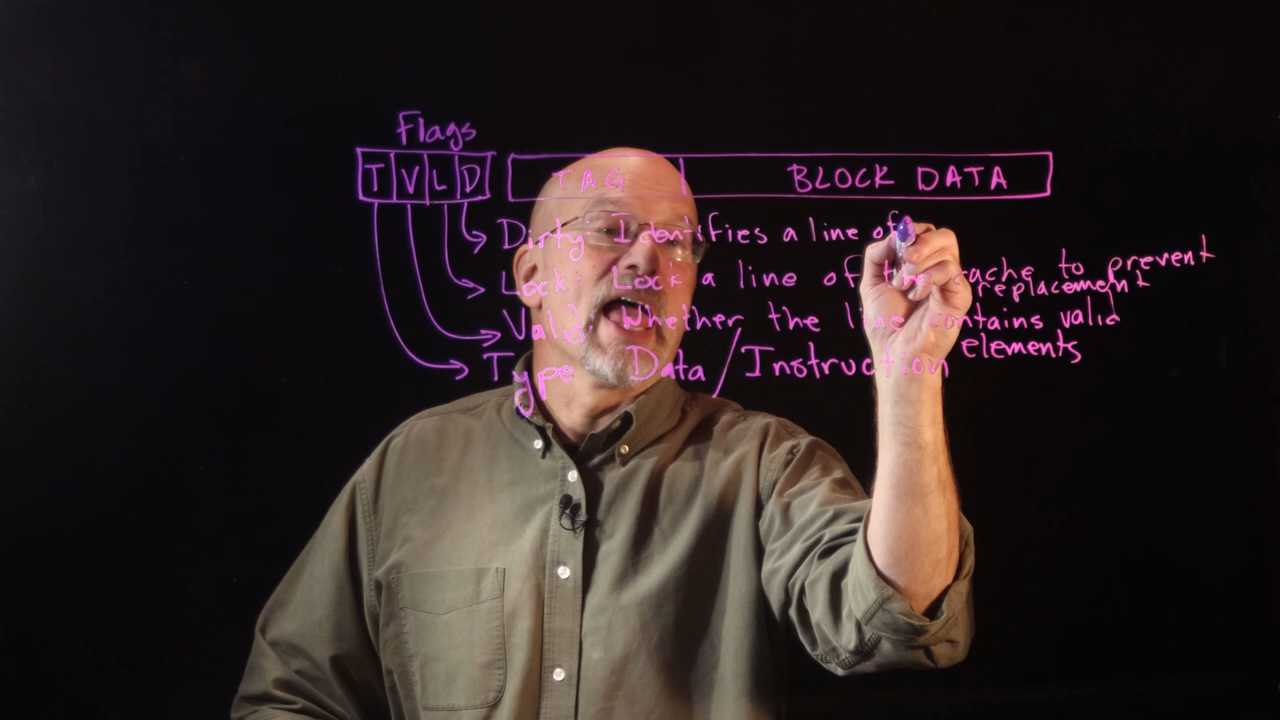 Flags
T V L D TAG BLOCK DATA
Dirty: Identifies a line of
Lock: Lock a line of the cache to prevent
replacement
Valid: Whether the line contains valid
elements
Type Data/Instruction